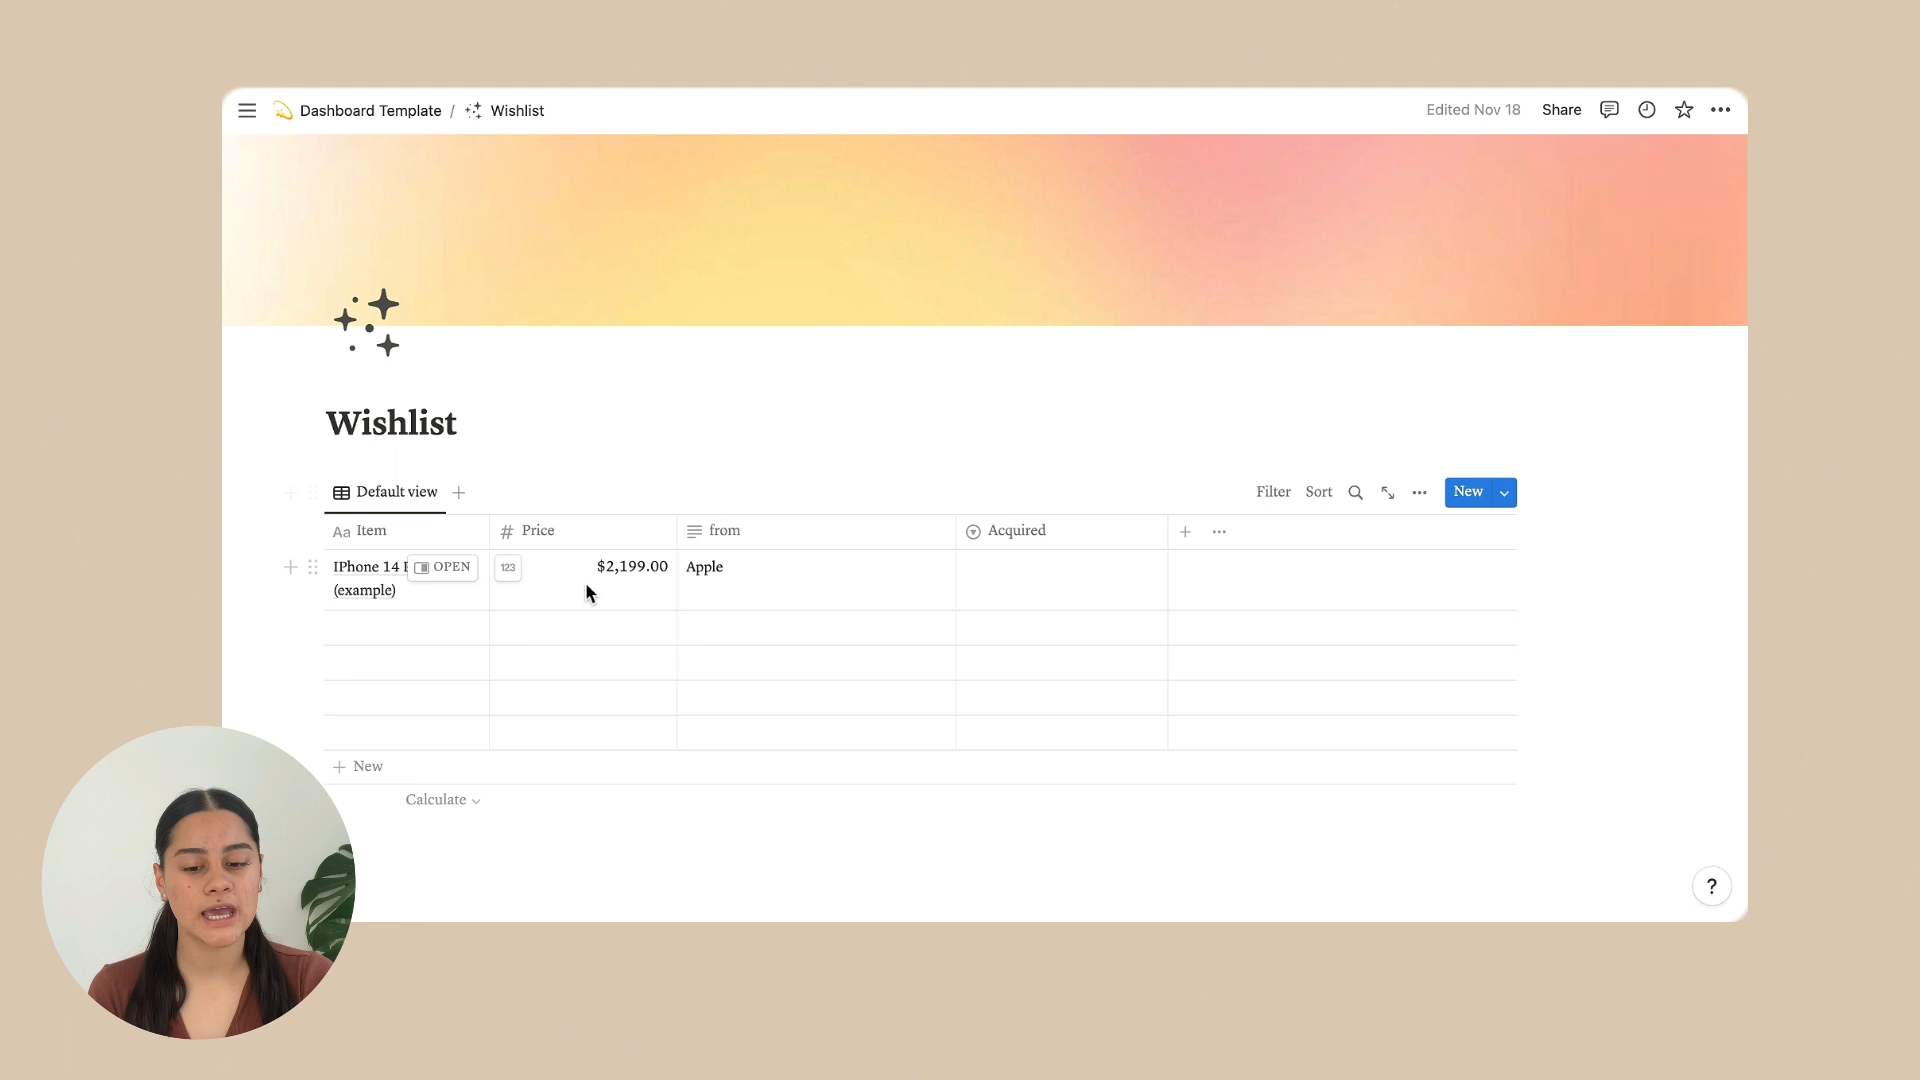 Dashboard Template / Wishlist
Edited Nov 18 Share
Wishlist
Default view
Filter Sort New
Aa Item # Price from Acquired
IPhone 14 OPEN 123 $2,199.00 Apple
(example)
+ New
Calculate
?